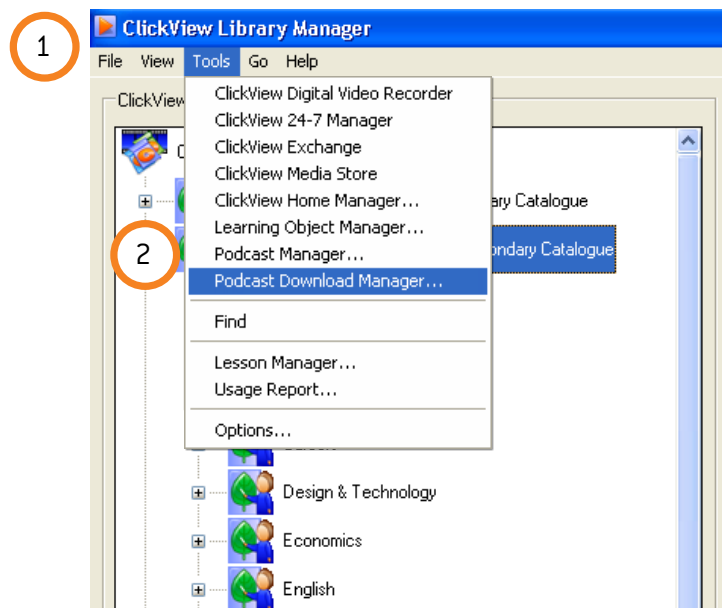 1
ClickView Library Manager
File View Tools Go Help
ClickView
ClickView Digital Video Recorder
ClickView 24-7 Manager
ClickView Exchange
ClickView Media Store
ClickView Home Manager...
ary Catalogue
Learning Object Manager...
2
Podcast Manager...
ondary Catalogue
Podcast Download Manager...
Find
Lesson Manager...
Usage Report...
Options...
Design & Technology
Economics
English